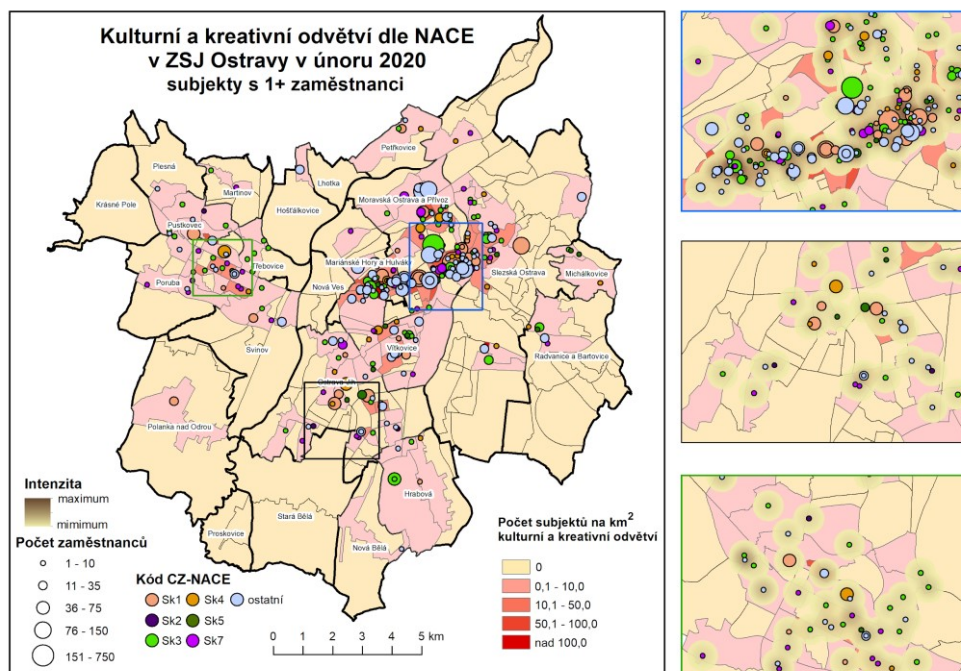 Kulturní a kreativní odvětví dle NACE
v ZSJ Ostravy v únoru 2020
subjekty s 1+ zaměstnanci
Petřkovice
Plesná
Martinov
Lhotka
Krásné Pole
Hošťálkovice
Moravská Ostrava a Přívoz
Pustkovec
Třebovice
Mariánské Hory a Hulváky
Slezská Ostrava
Michálkovice
Poruba
Nová Ves
Svinov
Vítkovice
Radvanice a Bartovice
Ostrava-Jih
Polanka nad Odrou
Hrabová
Stará Bělá
Proskovice
Nová Bělá
Intenzita
maximum
mimimum
Počet zaměstnanců
1 - 10
11 - 35
36 - 75
76 - 150
151 - 750
Kód CZ-NACE
Sk1 Sk4 ostatní
Sk2 Sk5
Sk3 Sk7
0 1 2 3 4 5 km
Počet subjektů na km2
kulturní a kreativní odvětví
0
0,1 - 10,0
10,1 - 50,0
50,1 - 100,0
nad 100,0